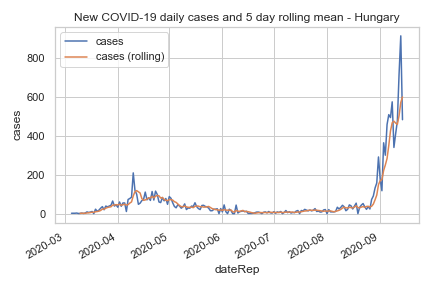 New COVID-19 daily cases and 5 day rolling mean - Hungary
cases
cases (rolling)
800
600
400
200
0
cases
2020-03
2020-04
2020-05
2020-06
2020-07
2020-08
2020-09
dateRep